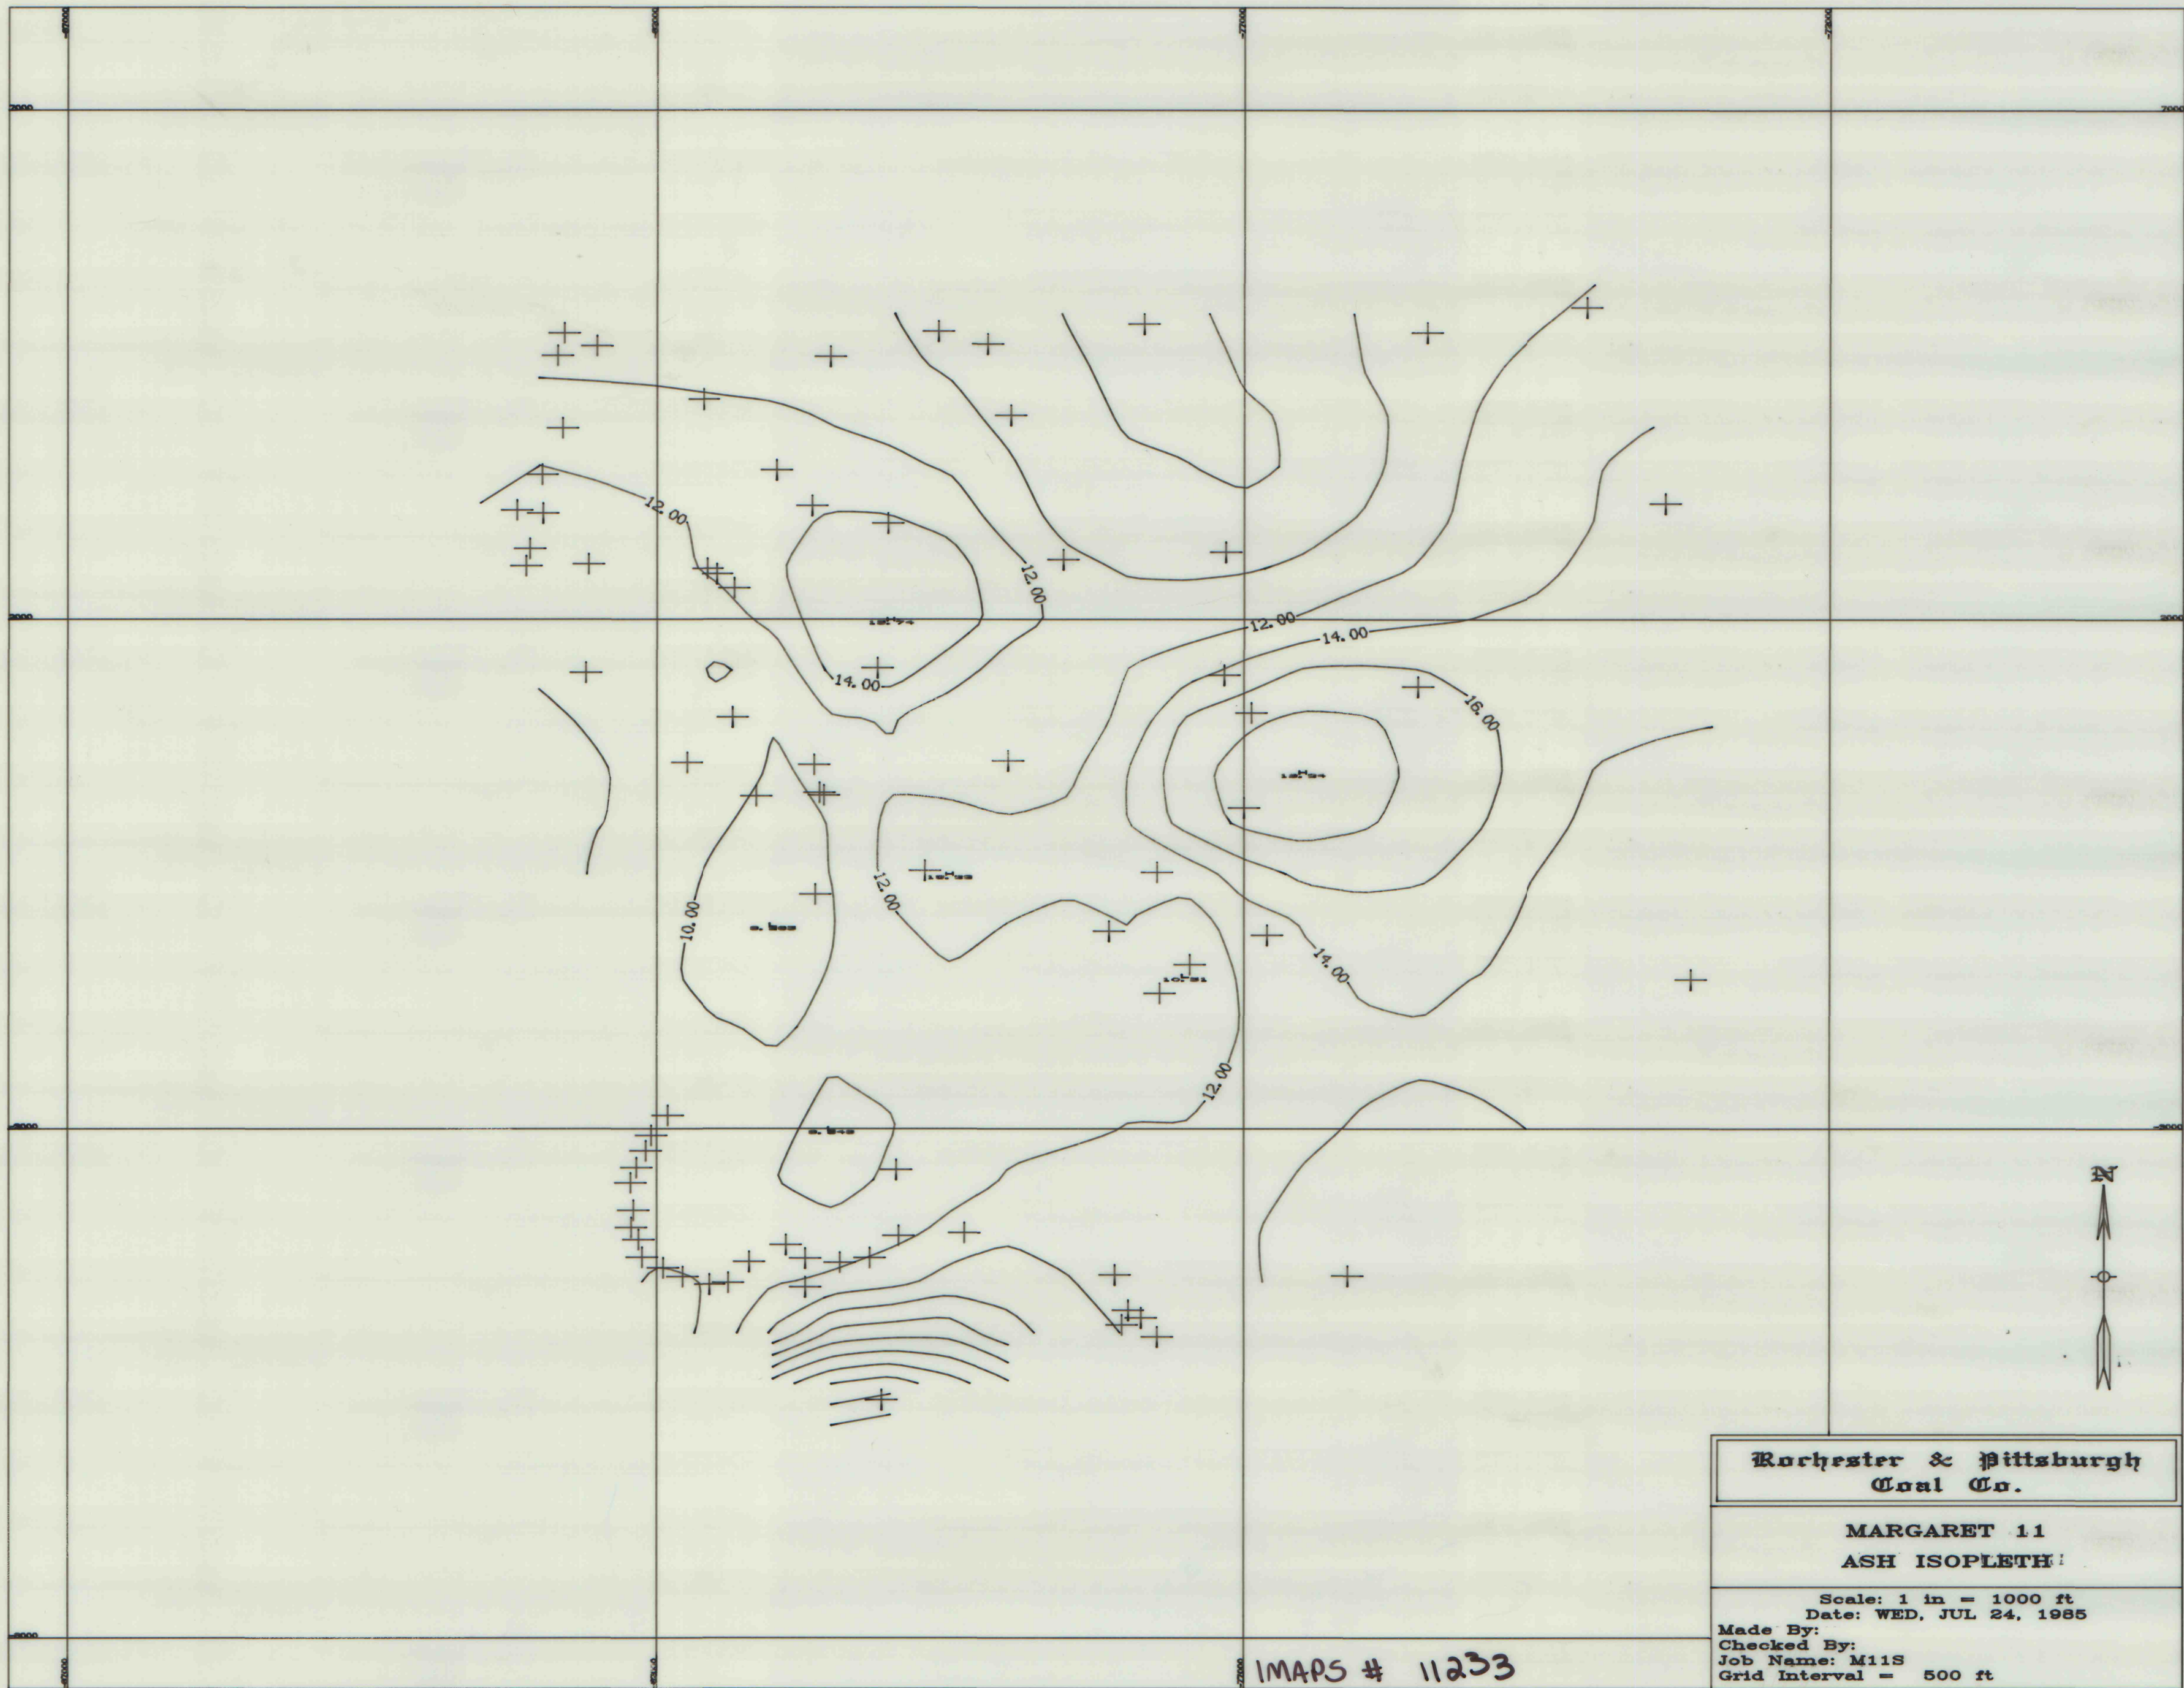 12.00
12.00
12.00
14.00
14.00
16.00
12.00
10.00
14.00
10.51
12.00
N
Rochester & Pittsburgh
Coal Co.
MARGARET 11
ASH ISOPLETH
Scale: 1 in = 1000 ft
Date: WED, JUL 24, 1985
Made By:
Checked By:
Job Name: M11S
Grid Interval = 500 ft
IMAPS # 11233